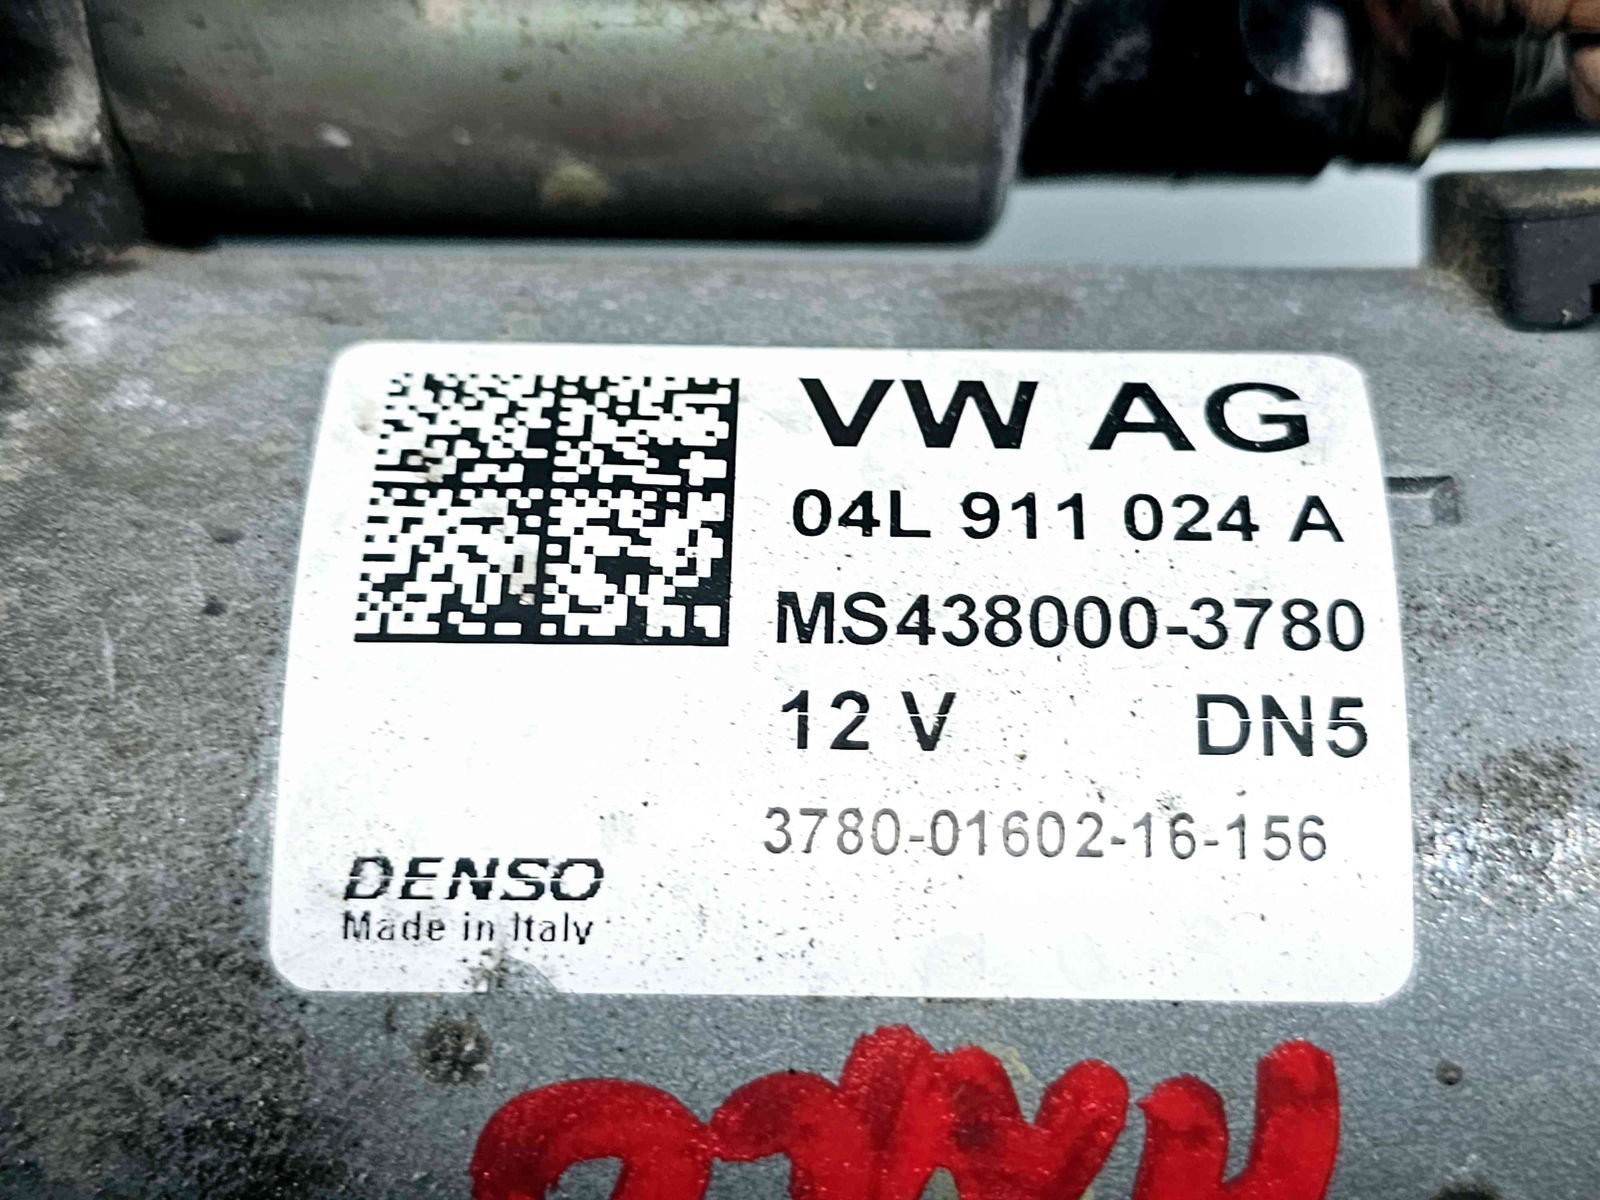 VW AG
04L 911 024 A
MS438000-3780
12 V DN5
3780-01602-16-156
DENSO
Made in Italy